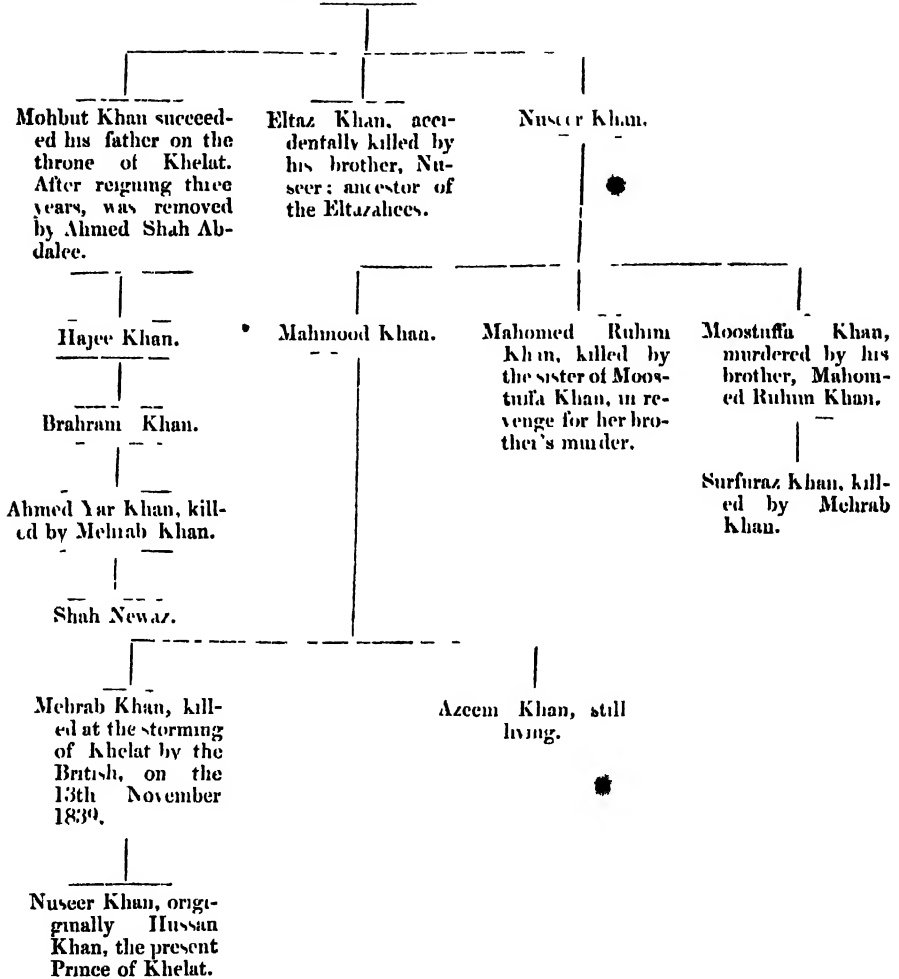 Mohbut Khan succeed-
ed his father on the
throne of Khelat.
After reigning three
years, was removed
by Ahmed Shah Ab-
dalee.
Eltaz Khan, acci-
dentally killed by
his brother, Nu-
seer; ancestor of
the Eltazahees.
Nuseer Khan.
Hajee Khan.
Mahmood Khan.
Mahomed Ruhim
Khan, killed by
the sister of Moos-
tuffa Khan, in re-
venge for her bro-
ther's murder.
Moostuffa Khan,
murdered by his
brother, Mahom-
ed Ruhim Khan.
Brahram Khan.
Surfuraz Khan, kill-
ed by Mehrab
Khan.
Ahmed Yar Khan, kill-
ed by Mehrab Khan.
Shah Newaz.
Mehrab Khan, kill-
ed at the storming
of Khelat by the
British, on the
13th November
1839.
Azeem Khan, still
living.
Nuseer Khan, origi-
ginally Hussan
Khan, the present
Prince of Khelat.